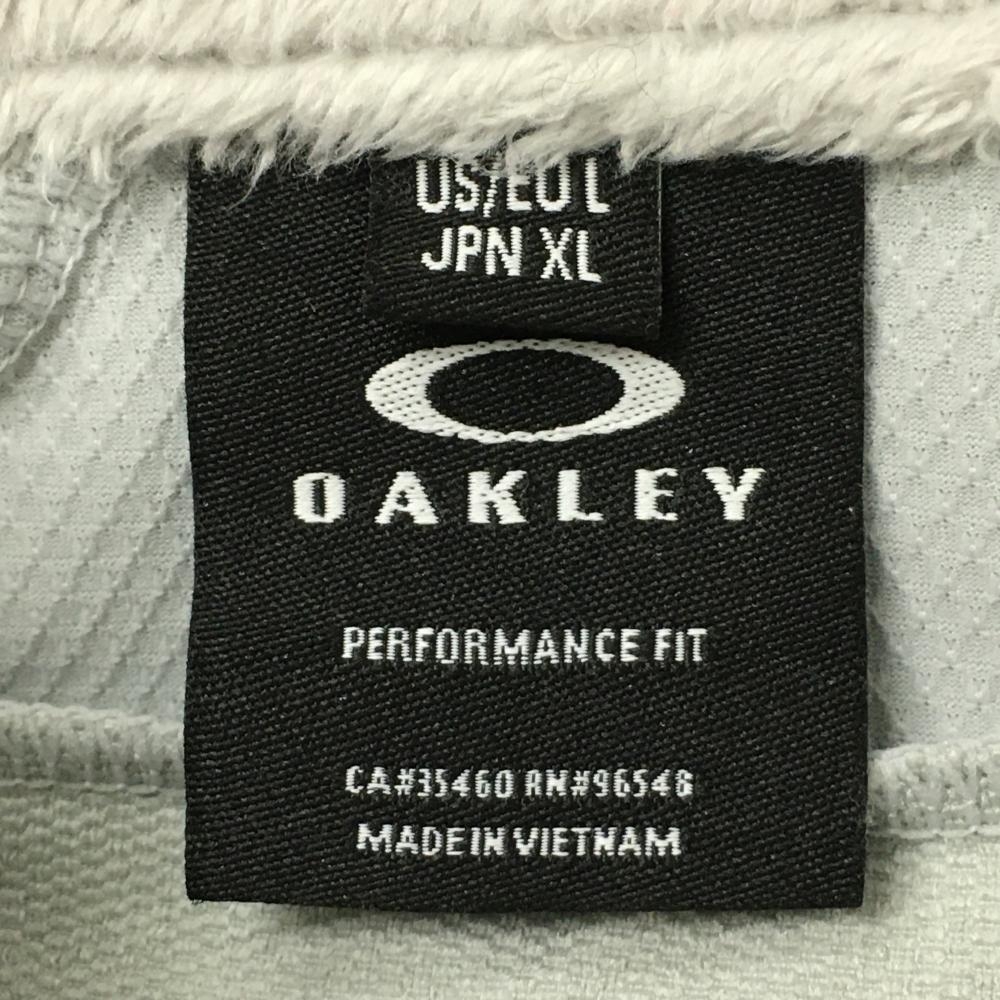 US/EU L
JPN XL
OAKLEY
PERFORMANCE FIT
CA#35460 RN#96548
MADE IN VIETNAM